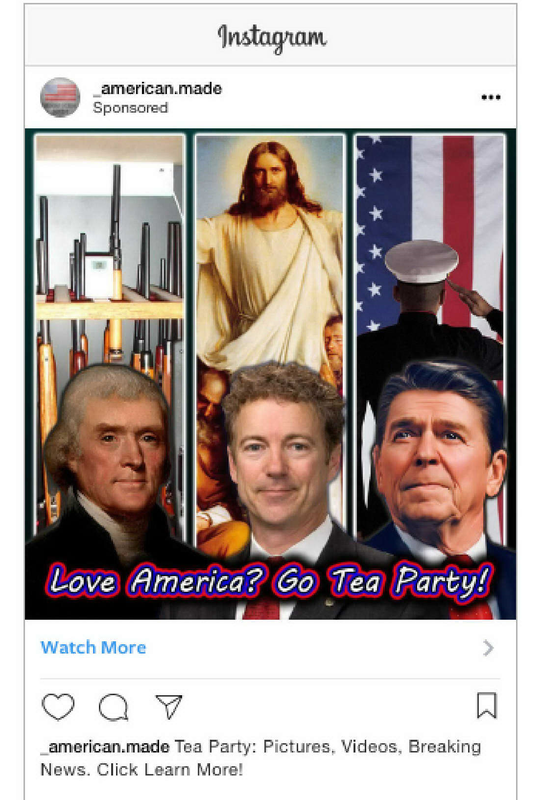 Instagram
_american.made
Sponsored
Love America? Go Tea Party!
Watch More
_american.made Tea Party: Pictures, Videos, Breaking
News. Click Learn More!